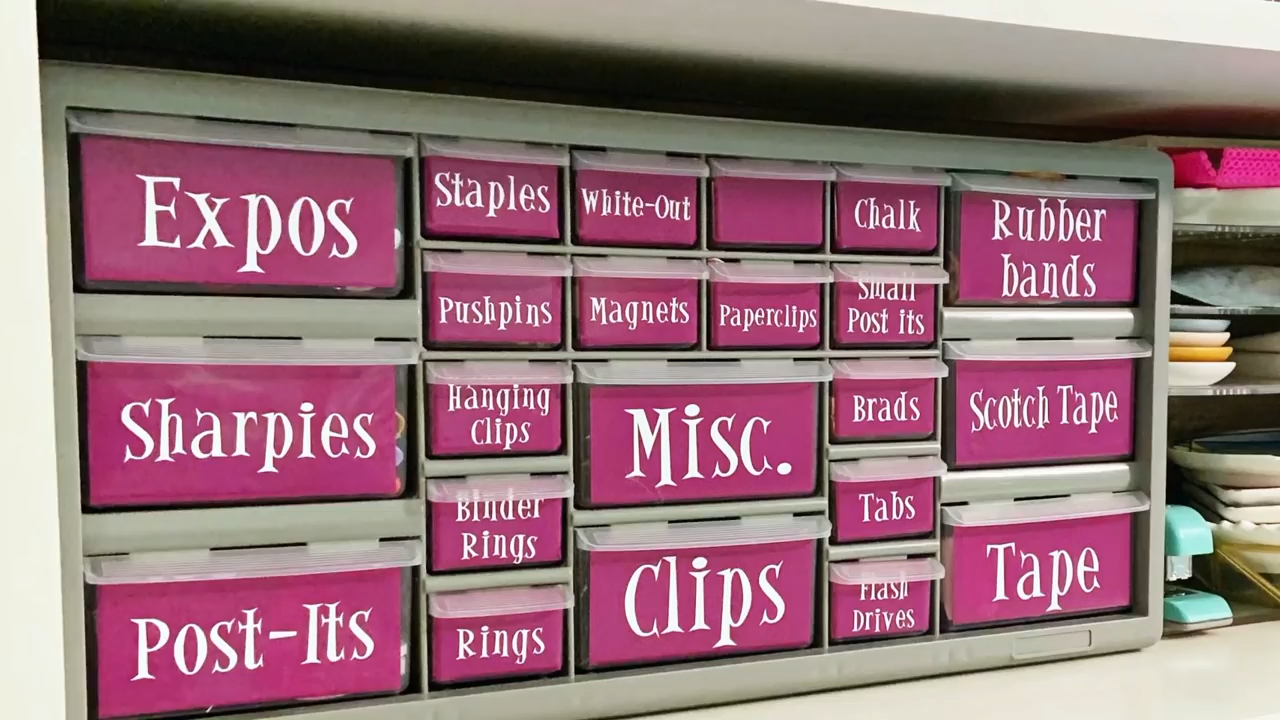 Expos
Staples
White-Out
Chalk
Rubber
bands
Pushpins
Magnets
Paperclips
Small
Post its
Sharpies
Hanging
Clips
Misc.
Brads
Scotch Tape
Binder
Rings
Tabs
Post-Its
Rings
Clips
Flash
Drives
Tape